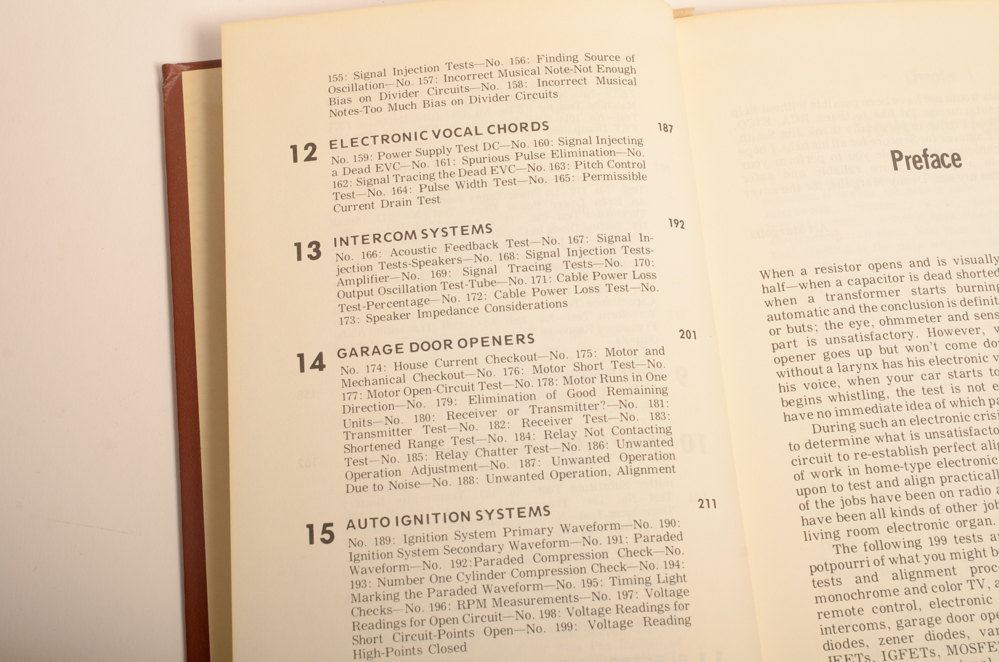 155: Signal Injection Tests—No. 156: Finding Source of
Oscillation—No. 157: Incorrect Musical Note-Not Enough
Bias on Divider Circuits—No. 158: Incorrect Musical
Notes-Too Much Bias on Divider Circuits
12 ELECTRONIC VOCAL CHORDS 187
No. 159: Power Supply Test DC—No. 160: Signal Injecting
a Dead EVC—No. 161: Spurious Pulse Elimination—No.
162: Signal Tracing the Dead EVC—No. 163: Pitch Control
Test—No. 164: Pulse Width Test—No. 165: Permissible
Current Drain Test
13 INTERCOM SYSTEMS 192
No. 166: Acoustic Feedback Test—No. 167: Signal In-
jection Tests-Speakers—No. 168: Signal Injection Tests-
Amplifier—No. 169: Signal Tracing Tests—No. 170:
Output Oscillation Test-Tube—No. 171: Cable Power Loss
Test-Percentage—No. 172: Cable Power Loss Test—No.
173: Speaker Impedance Considerations
14 GARAGE DOOR OPENERS 201
No. 174: House Current Checkout—No. 175: Motor and
Mechanical Checkout—No. 176: Motor Short Test—No.
177: Motor Open-Circuit Test—No. 178: Motor Runs in One
Direction—No. 179: Elimination of Good Remaining
Units—No. 180: Receiver or Transmitter?—No. 181:
Transmitter Test—No. 182: Receiver Test—No. 183:
Shortened Range Test—No. 184: Relay Not Contacting
Test—No. 185: Relay Chatter Test—No. 186: Unwanted
Operation Adjustment—No. 187: Unwanted Operation
Due to Noise—No. 188: Unwanted Operation, Alignment
15 AUTO IGNITION SYSTEMS 211
No. 189: Ignition System Primary Waveform—No. 190:
Ignition System Secondary Waveform—No. 191: Paraded
Waveform—No. 192:Paraded Compression Check—No.
193: Number One Cylinder Compression Check—No. 194:
Marking the Paraded Waveform—No. 195: Timing Light
Checks—No. 196: RPM Measurements—No. 197: Voltage
Readings for Open Circuit—No. 198: Voltage Readings for
Short Circuit-Points Open—No. 199: Voltage Reading
High-Points Closed
Preface
When a resistor opens and is visually
half—when a capacitor is dead shorted
when a transformer starts burning
automatic and the conclusion is definit
or buts; the eye, ohmmeter and sens
part is unsatisfactory. However, w
opener goes up but won't come do
without a larynx has his electronic v
his voice, when your car starts to
begins whistling, the test is not e
have no immediate idea of which pa
During such an electronic crisi
to determine what is unsatisfacto
circuit to re-establish perfect ali
of work in home-type electronic
upon to test and align practicall
of the jobs have been on radio a
have been all kinds of other job
living room electronic organ.
The following 199 tests a
potpourri of what you might b
tests and alignment proc
monochrome and color TV, a
remote control, electronic
intercoms, garage door ope
diodes, zener diodes, var
JFETs, IGFETs, MOSFE